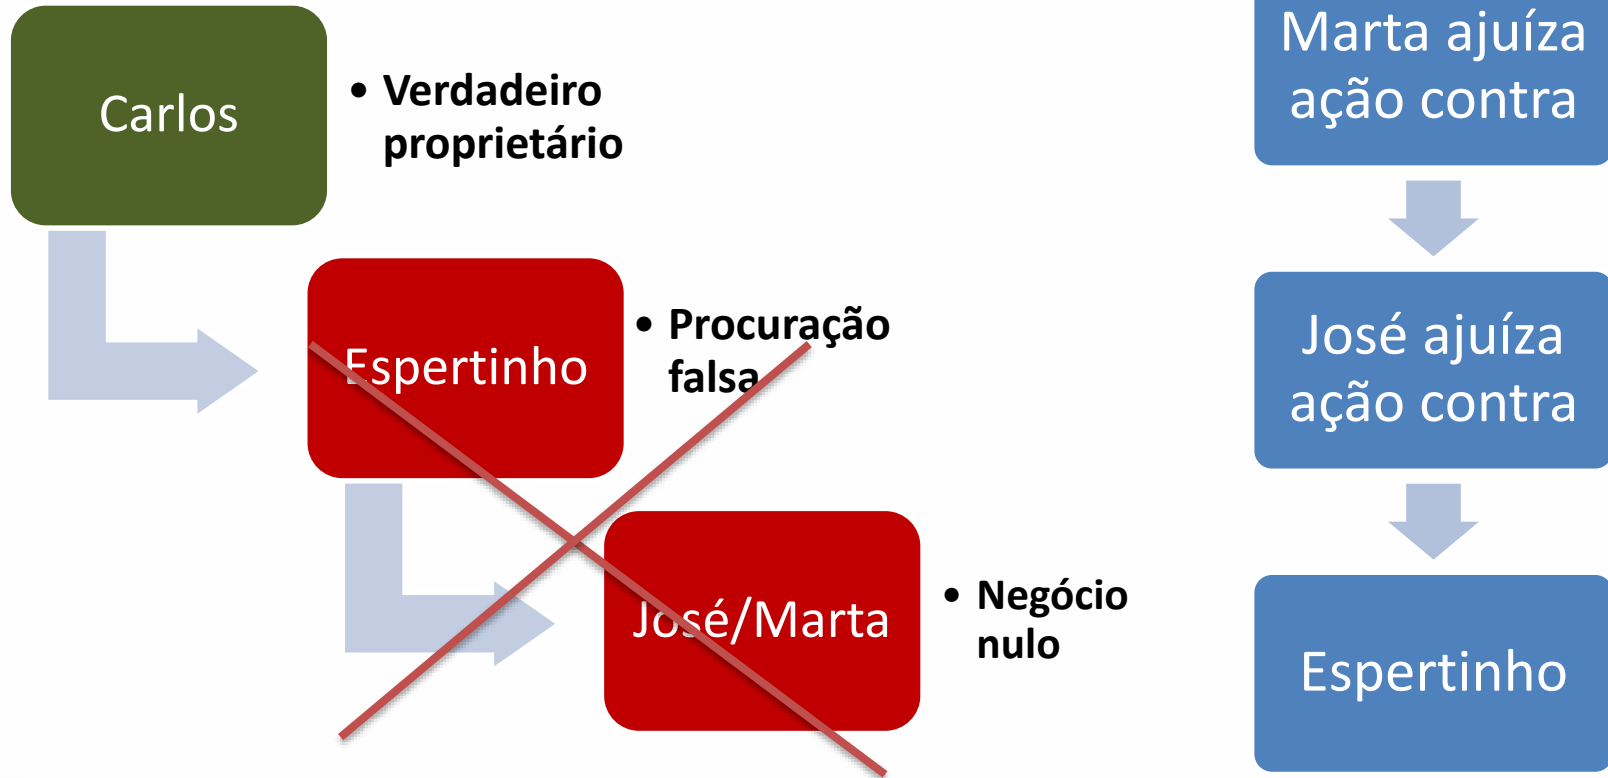 Carlos
• Verdadeiro
proprietário
Espertinho
• Procuração
falsa
José/Marta
• Negócio
nulo
Marta ajuíza
ação contra
José ajuíza
ação contra
Espertinho